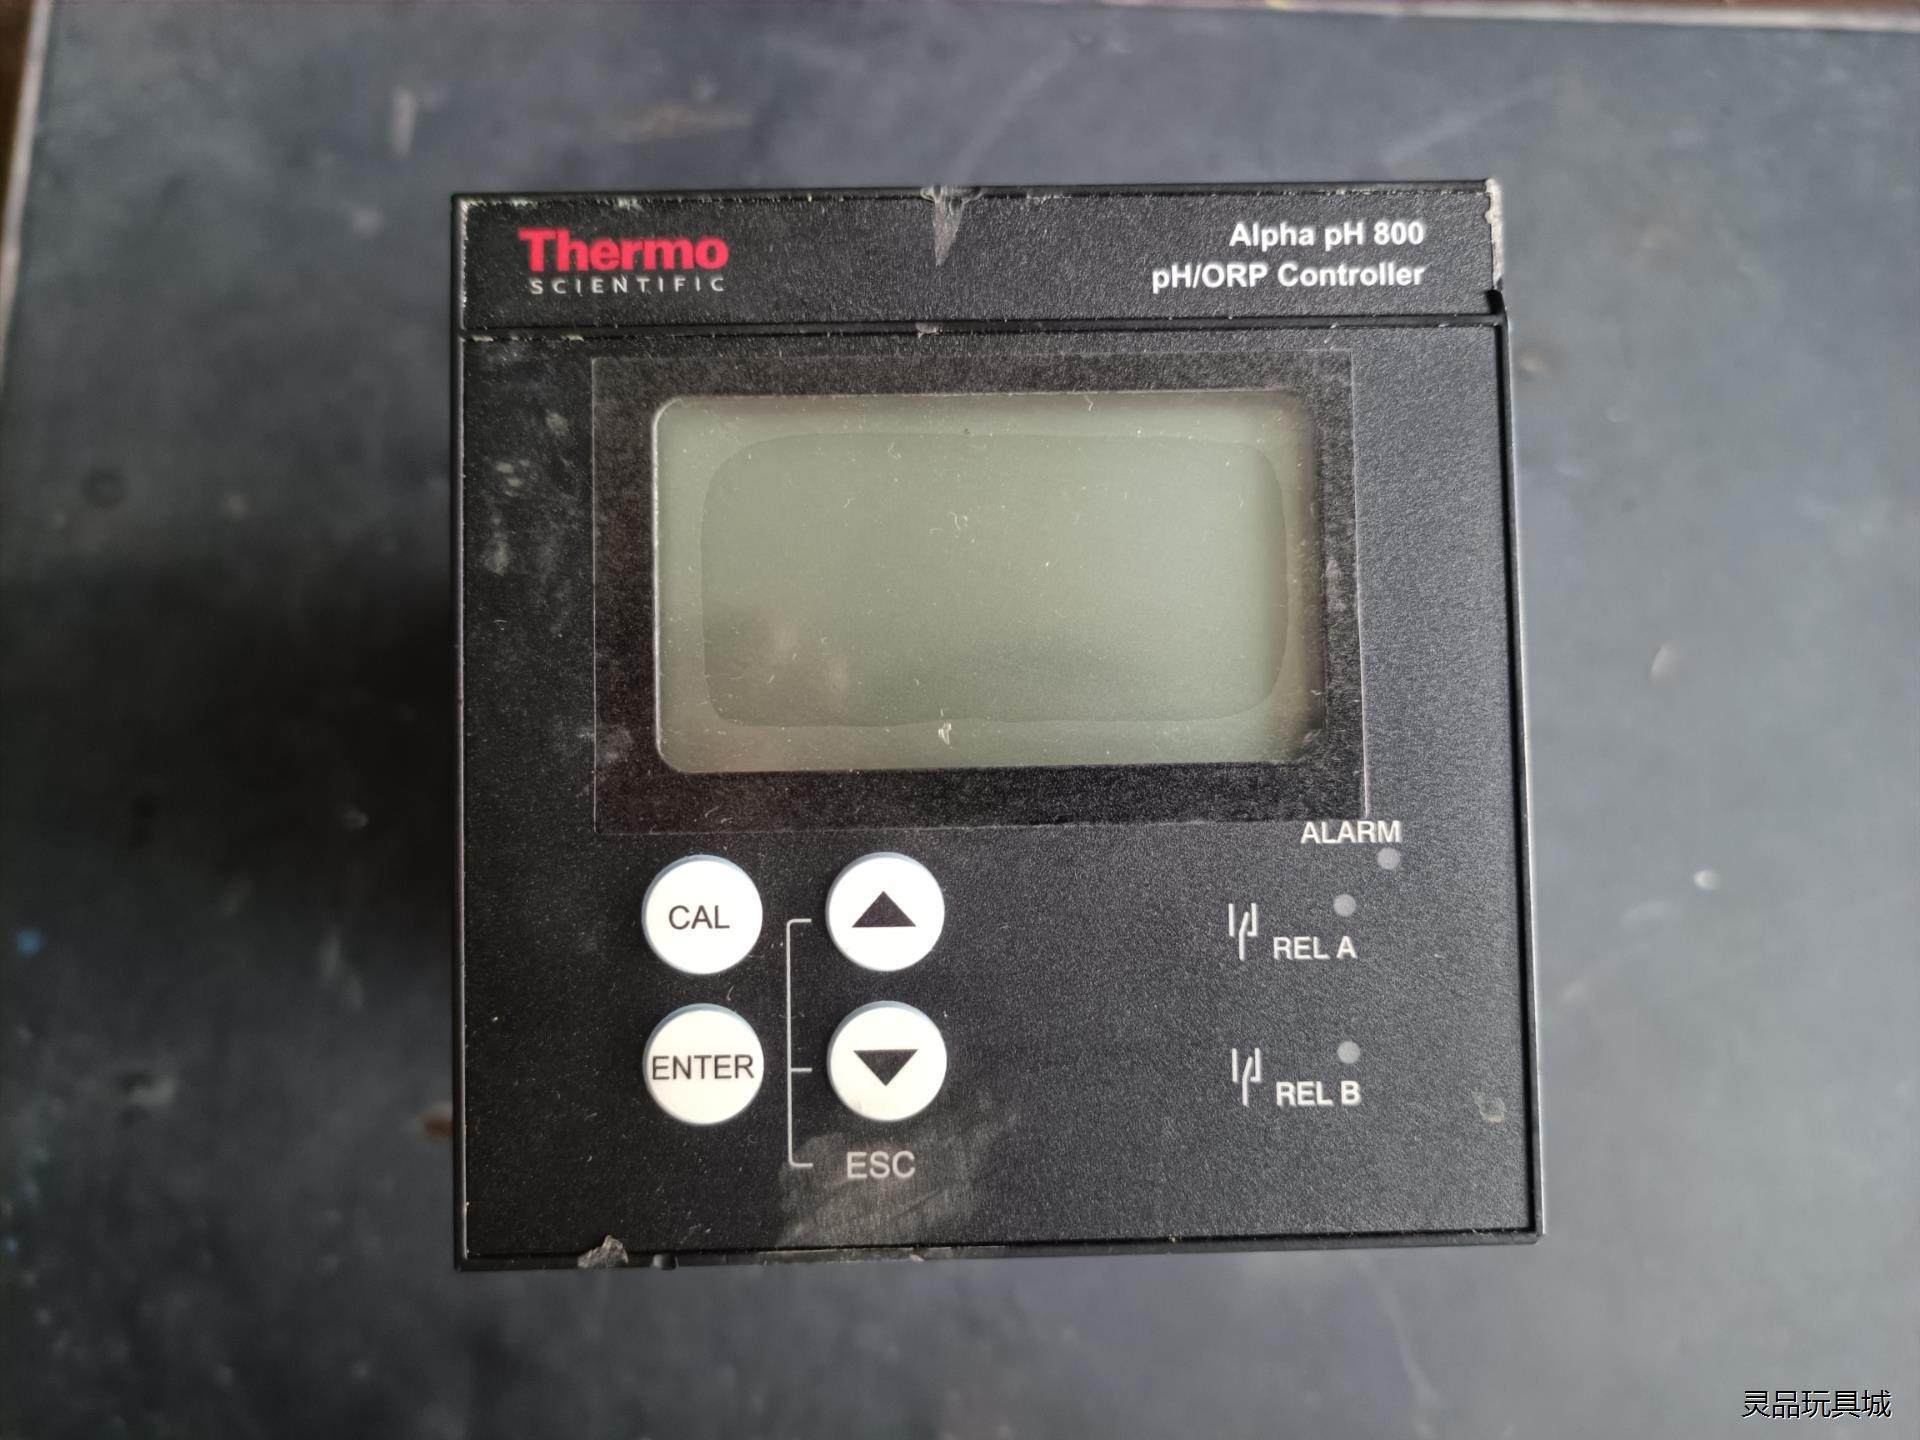 Thermo
SCIENTIFIC
Alpha pH 800
pH/ORP Controller
ALARM
CAL
REL A
ENTER
REL B
ESC
灵品玩具城